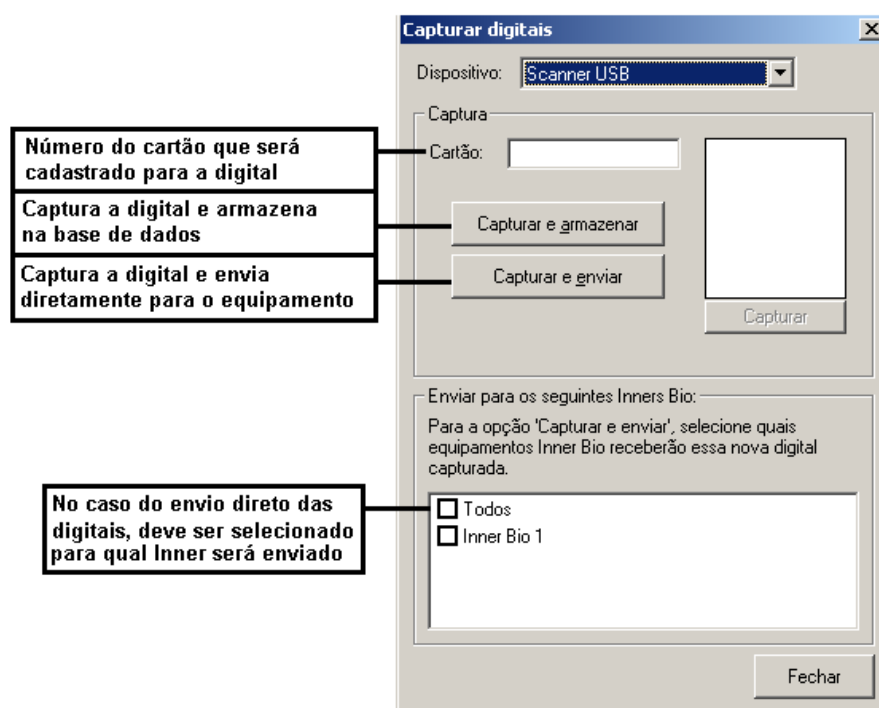 Capturar digitais
Dispositivo: Scanner USB
Captura
Número do cartão que será
cadastrado para a digital
Cartão:
Captura a digital e armazena
na base de dados
Capturar e armazenar
Captura a digital e envia
diretamente para o equipamento
Capturar e enviar
Capturar
Enviar para os seguintes Inners Bio:
Para a opção 'Capturar e enviar', selecione quais
equipamentos Inner Bio receberão essa nova digital
capturada.
No caso do envio direto das
digitais, deve ser selecionado
para qual Inner será enviado
Todos
Inner Bio 1
Fechar